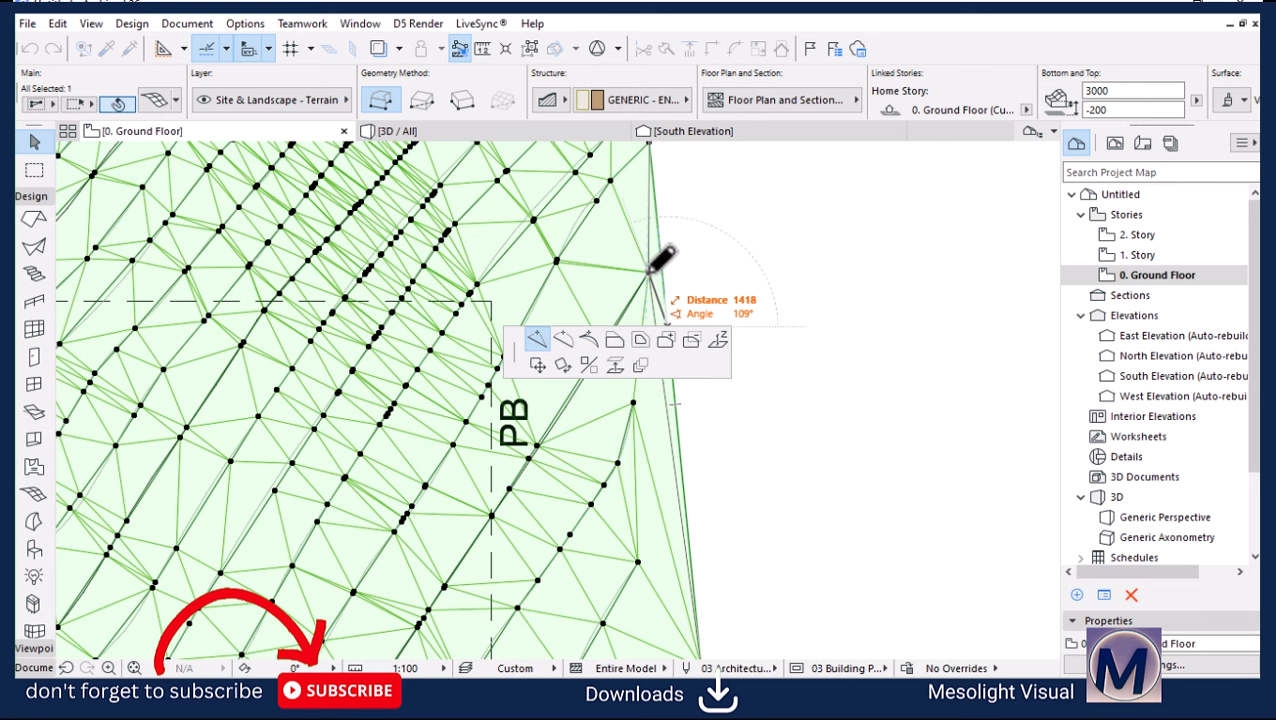 File Edit View Design Document Options Teamwork Window D5 Render LiveSync® Help
Main:
All Selected: 1
Layer:
Site & Landscape - Terrain
Geometry Method:
Structure:
GENERIC - EN...
Floor Plan and Section:
Floor Plan and Section...
Linked Stories:
Home Story:
0. Ground Floor (Cu...
Bottom and Top:
3000
-200
Surface:
[0. Ground Floor]
[3D / All]
[South Elevation]
Design
Viewpoi
Docume
PB
Distance 1418
Angle 109°
Search Project Map
Untitled
Stories
2. Story
1. Story
0. Ground Floor
Sections
Elevations
East Elevation (Auto-rebui
North Elevation (Auto-rebu
South Elevation (Auto-rebu
West Elevation (Auto-rebui
Interior Elevations
Worksheets
Details
3D Documents
3D
Generic Perspective
Generic Axonometry
Schedules
Properties
Ground Floor
N/A
0°
1:100
Custom
Entire Model
03 Architectu...
03 Building P...
No Overrides
don't forget to subscribe
SUBSCRIBE
Downloads
Mesolight Visual
M